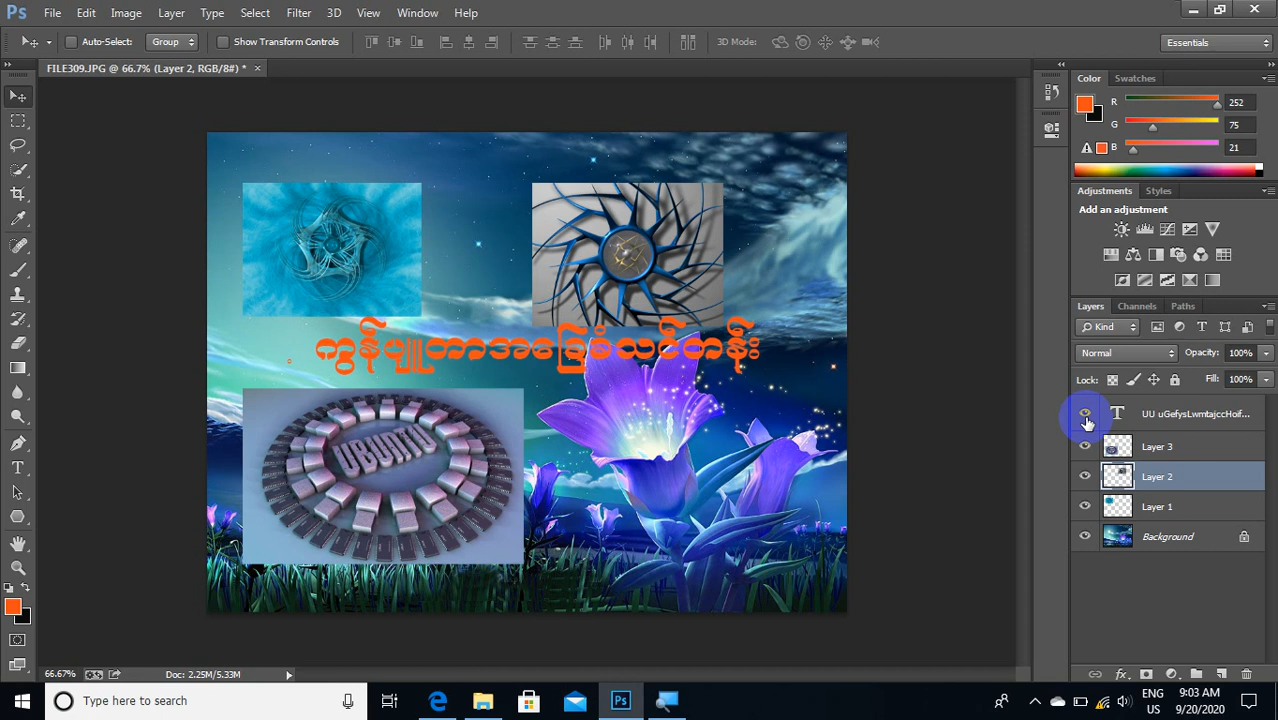 Ps File Edit Image Layer Type Select Filter 3D View Window Help
Auto-Select: Group Show Transform Controls 3D Mode: Essentials
FILE309.JPG @ 66.7% (Layer 2, RGB/8#) * ×
Color Swatches
R 252
G 75
B 21
Adjustments Styles
Add an adjustment
Layers Channels Paths
Kind
Normal Opacity: 100%
Lock: Fill: 100%
T UU uGefysLwmtajccHoif...
Layer 3
Layer 2
Layer 1
Background
ကွန်ပျူတာအခြေခံသင်တန်း
UBUNTU
66.67% Doc: 2.25M/5.33M
Type here to search
Ps
ENG 9:03 AM
US 9/20/2020